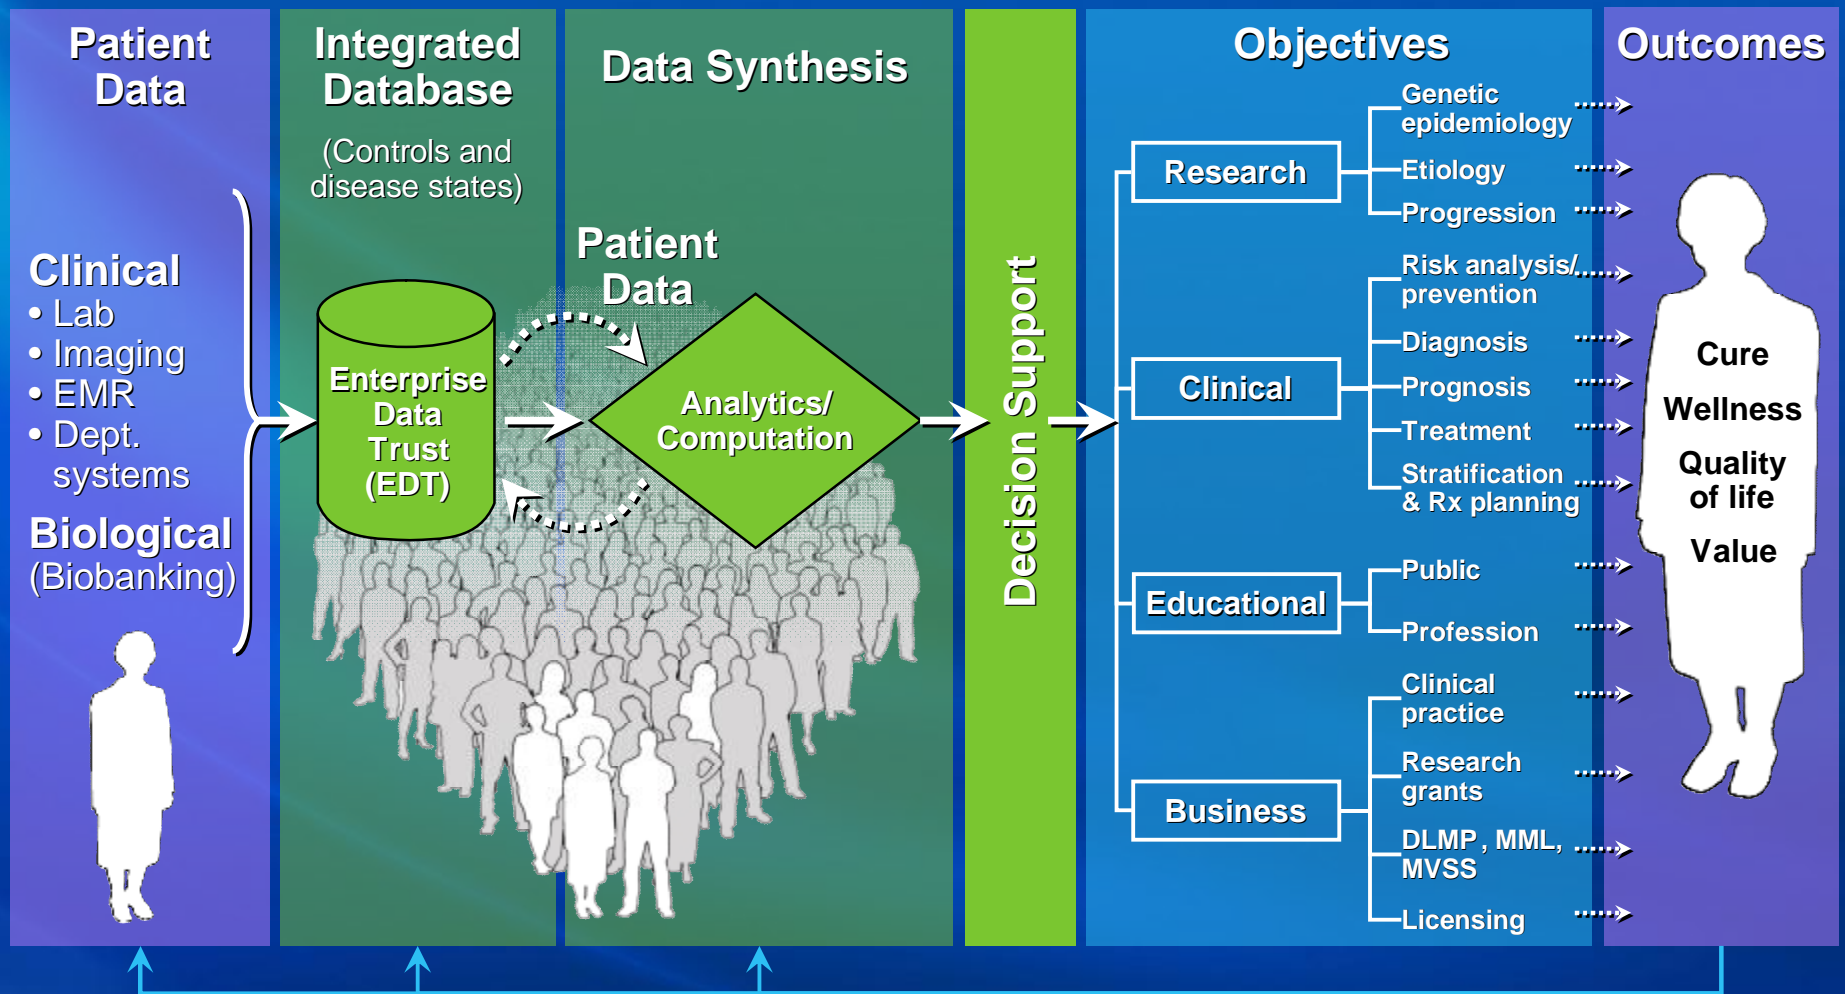 Patient
Data
Clinical
• Lab
• Imaging
• EMR
• Dept.
systems
Biological
(Biobanking)
Integrated
Database
(Controls and
disease states)
Enterprise
Data
Trust
(EDT)
Data Synthesis
Patient
Data
Analytics/
Computation
Decision Support
Objectives
Research
Genetic
epidemiology
Etiology
Progression
Clinical
Risk analysis/
prevention
Diagnosis
Prognosis
Treatment
Stratification
& Rx planning
Educational
Public
Profession
Business
Clinical
practice
Research
grants
DLMP, MML,
MVSS
Licensing
Outcomes
Cure
Wellness
Quality
of life
Value